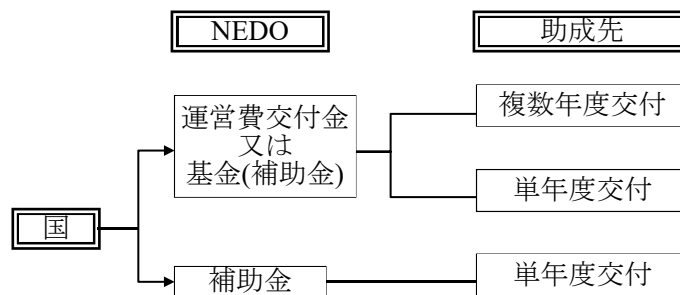 NEDO
助成先
運営費交付金
又は
基金(補助金)
複数年度交付
単年度交付
国
補助金
単年度交付